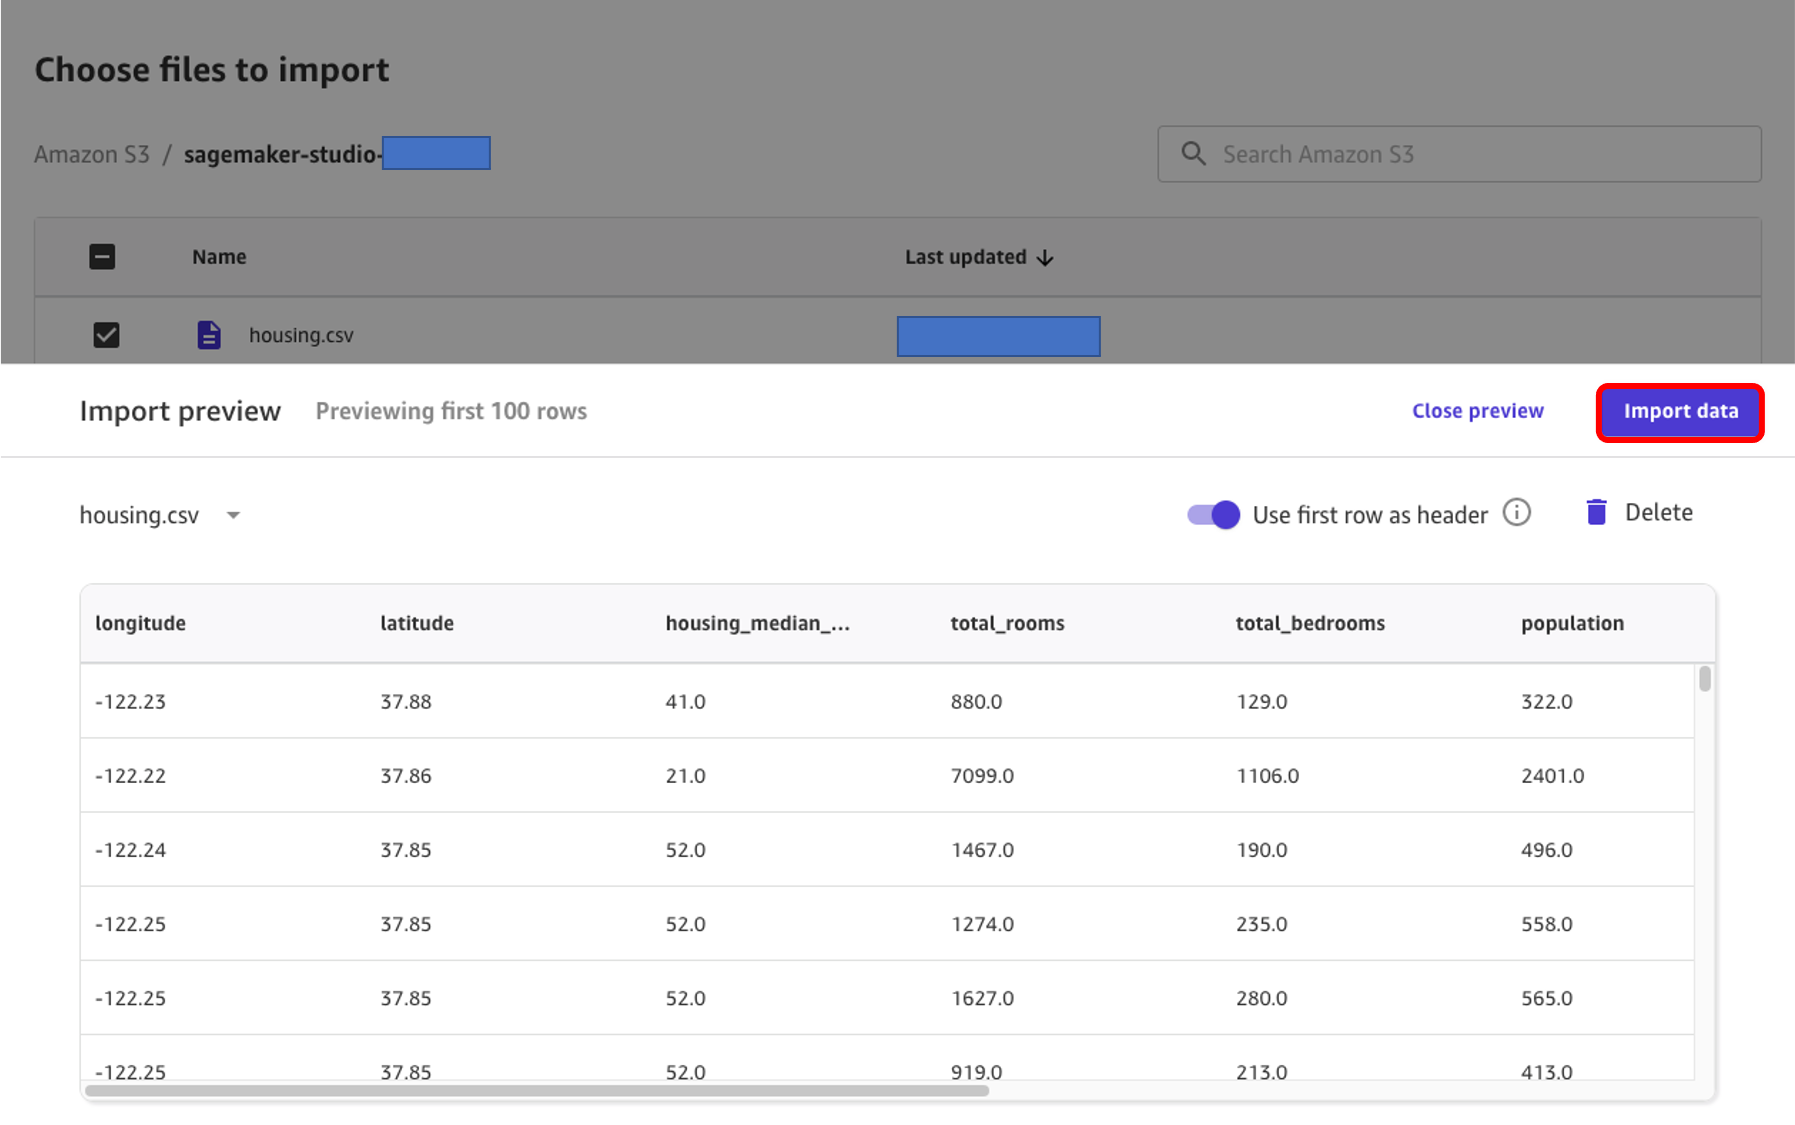 Choose files to import
Amazon S3 / sagemaker-studio-
Search Amazon S3
Name Last updated
housing.csv
Import preview Previewing first 100 rows Close preview Import data
housing.csv Use first row as header Delete
longitude latitude housing_median_... total_rooms total_bedrooms population
-122.23 37.88 41.0 880.0 129.0 322.0
-122.22 37.86 21.0 7099.0 1106.0 2401.0
-122.24 37.85 52.0 1467.0 190.0 496.0
-122.25 37.85 52.0 1274.0 235.0 558.0
-122.25 37.85 52.0 1627.0 280.0 565.0
-122.25 37.85 52.0 919.0 213.0 413.0